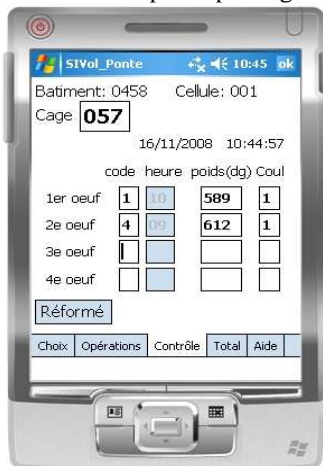 SIVol_Ponte 10:45 ok
Batiment: 0458 Cellule: 001
Cage 057
16/11/2008 10:44:57
code heure poids(dg) Coul
1er oeuf 1 10 589 1
2e oeuf 4 09 612 1
3e oeuf
4e oeuf
Réformé
Choix Opérations Contrôle Total Aide